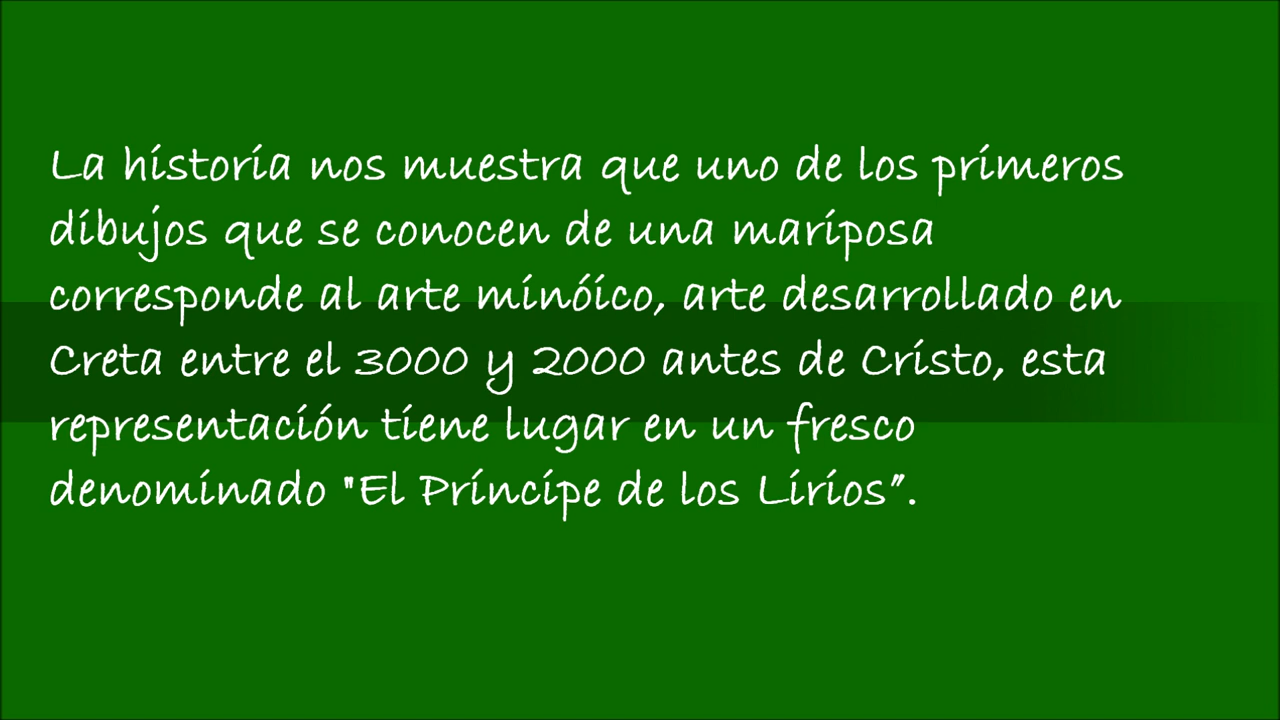 La historia nos muestra que uno de los primeros
dibujos que se conocen de una mariposa
corresponde al arte minóico, arte desarrollado en
Creta entre el 3000 y 2000 antes de Cristo, esta
representación tiene lugar en un fresco
denominado "El Príncipe de los Lirios”.